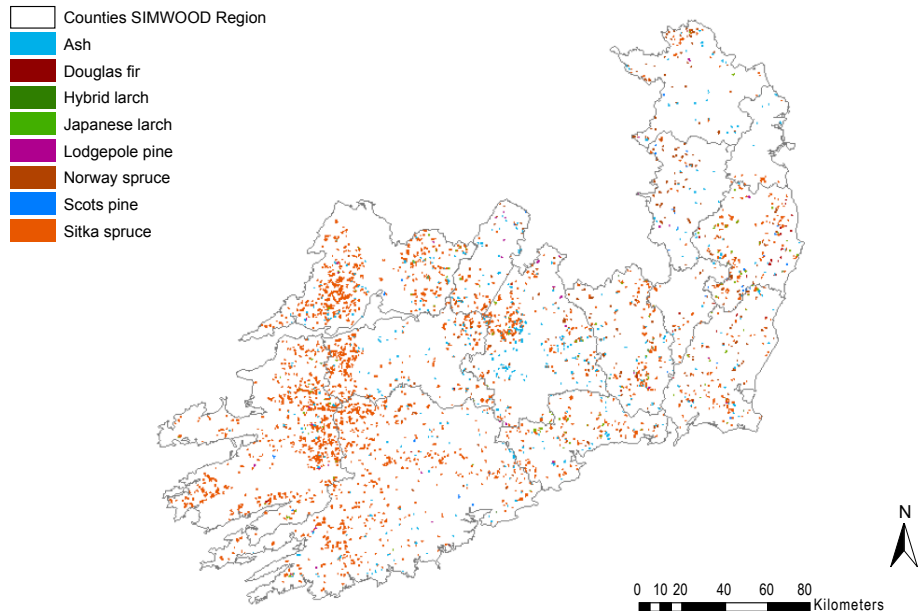 Counties SIMWOOD Region
Ash
Douglas fir
Hybrid larch
Japanese larch
Lodgepole pine
Norway spruce
Scots pine
Sitka spruce
N
0 10 20 40 60 80
Kilometers